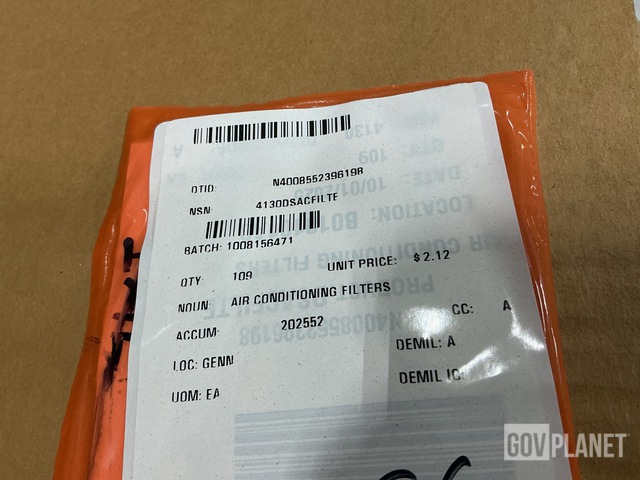 DTID: N4008552396198
NSN: 4130DSACFILTE
BATCH: 1008156471
QTY: 109 UNIT PRICE: $ 2.12
NOUN: AIR CONDITIONING FILTERS
ACCUM: 202552 CC: A
LOC: GENN DEMIL: A
UOM: EA DEMIL IC:
GOVPLANET